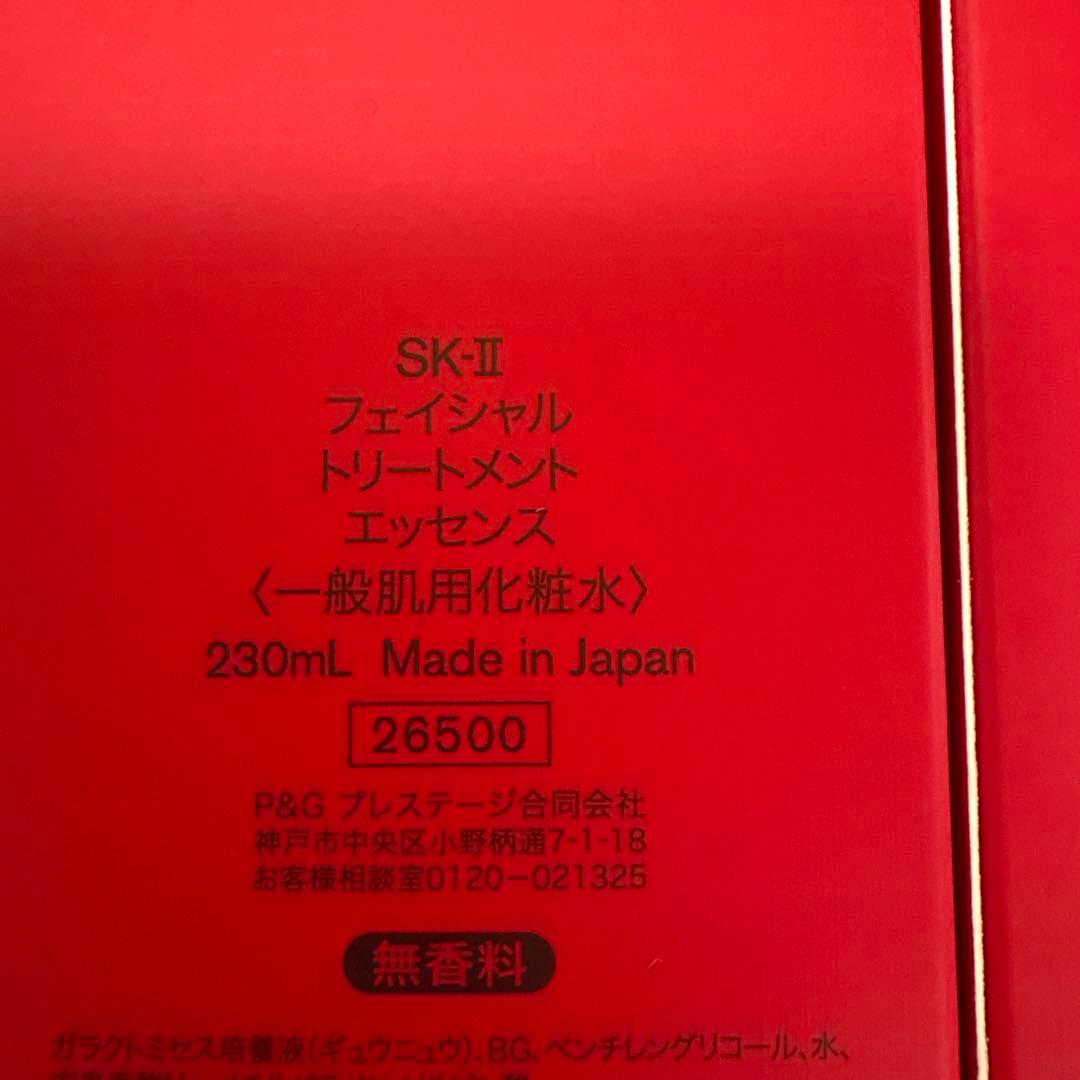 SK-II
フェイシャル
トリートメント
エッセンス
〈一般肌用化粧水〉
230mL Made in Japan
26500
P&G プレステージ合同会社
神戸市中央区小野柄通7-1-18
お客様相談室0120-021325
無香料
ガラクトミセス培養液(ギュウニュウ)、BG、ペンチレングリコール、水、